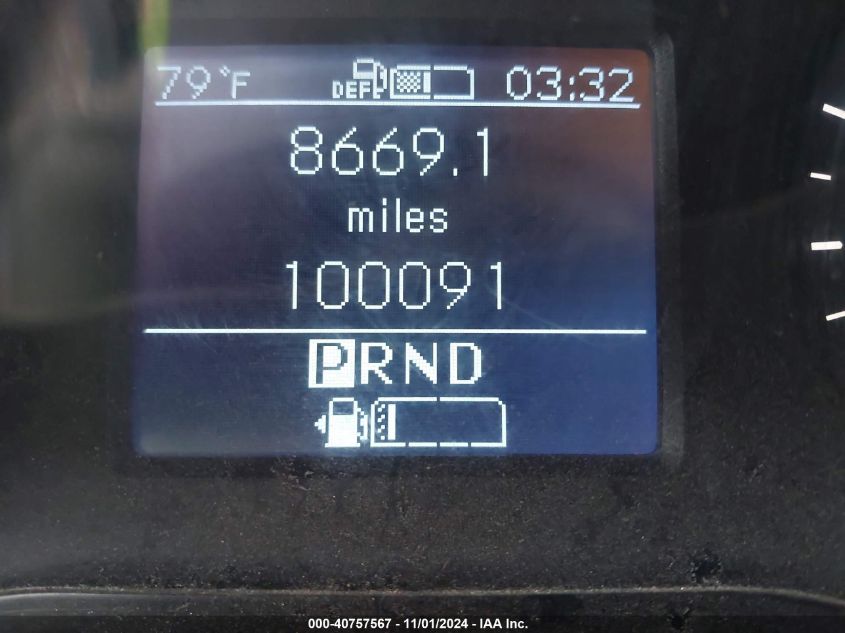 79°F DEF 03:32
8669.1
miles
100091
PRND
000-40757567 - 11/01/2024 - IAA Inc.